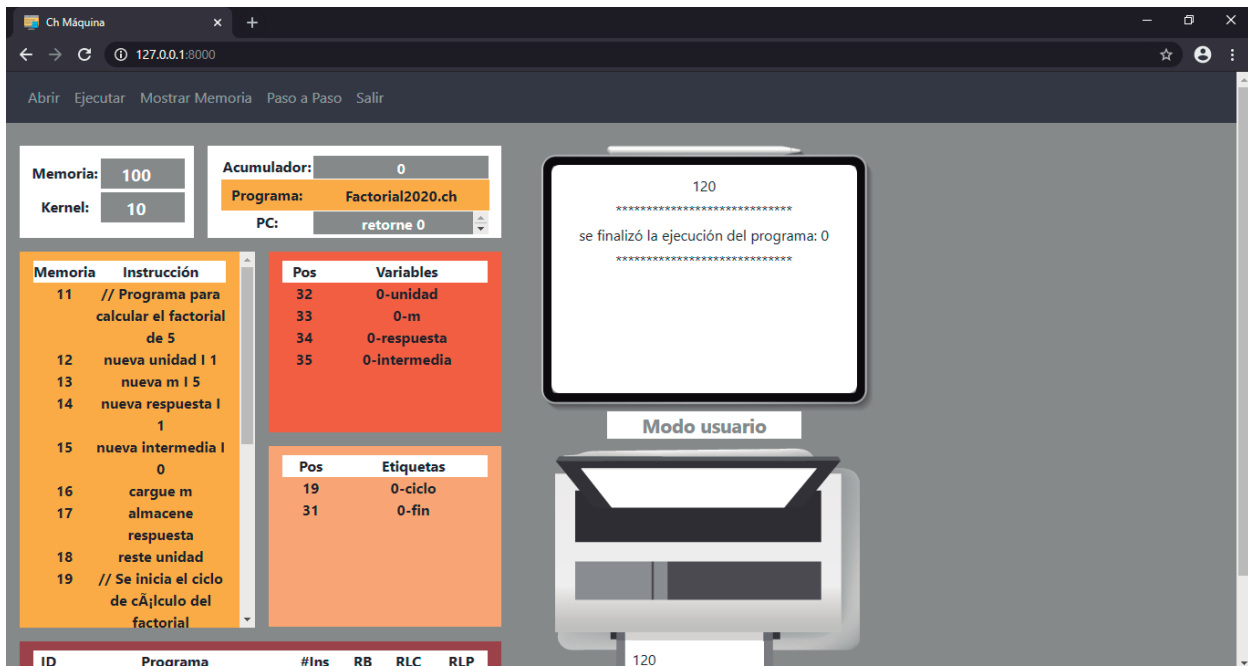 Ch Máquina
127.0.0.1:8000
Abrir Ejecutar Mostrar Memoria Paso a Paso Salir
Memoria: 100
Kernel: 10
Acumulador: 0
Programa: Factorial2020.ch
PC: retorne 0
Memoria Instrucción
11 // Programa para
calcular el factorial
de 5
12 nueva unidad I 1
13 nueva m I 5
14 nueva respuesta I
1
15 nueva intermedia I
0
16 cargue m
17 almacene
respuesta
18 reste unidad
19 // Se inicia el ciclo
de cÃ¡lculo del
factorial
Pos Variables
32 0-unidad
33 0-m
34 0-respuesta
35 0-intermedia
Pos Etiquetas
19 0-ciclo
31 0-fin
120
*****************************
se finalizó la ejecución del programa: 0
*****************************
Modo usuario
120
ID Programa #Ins RB RLC RLP